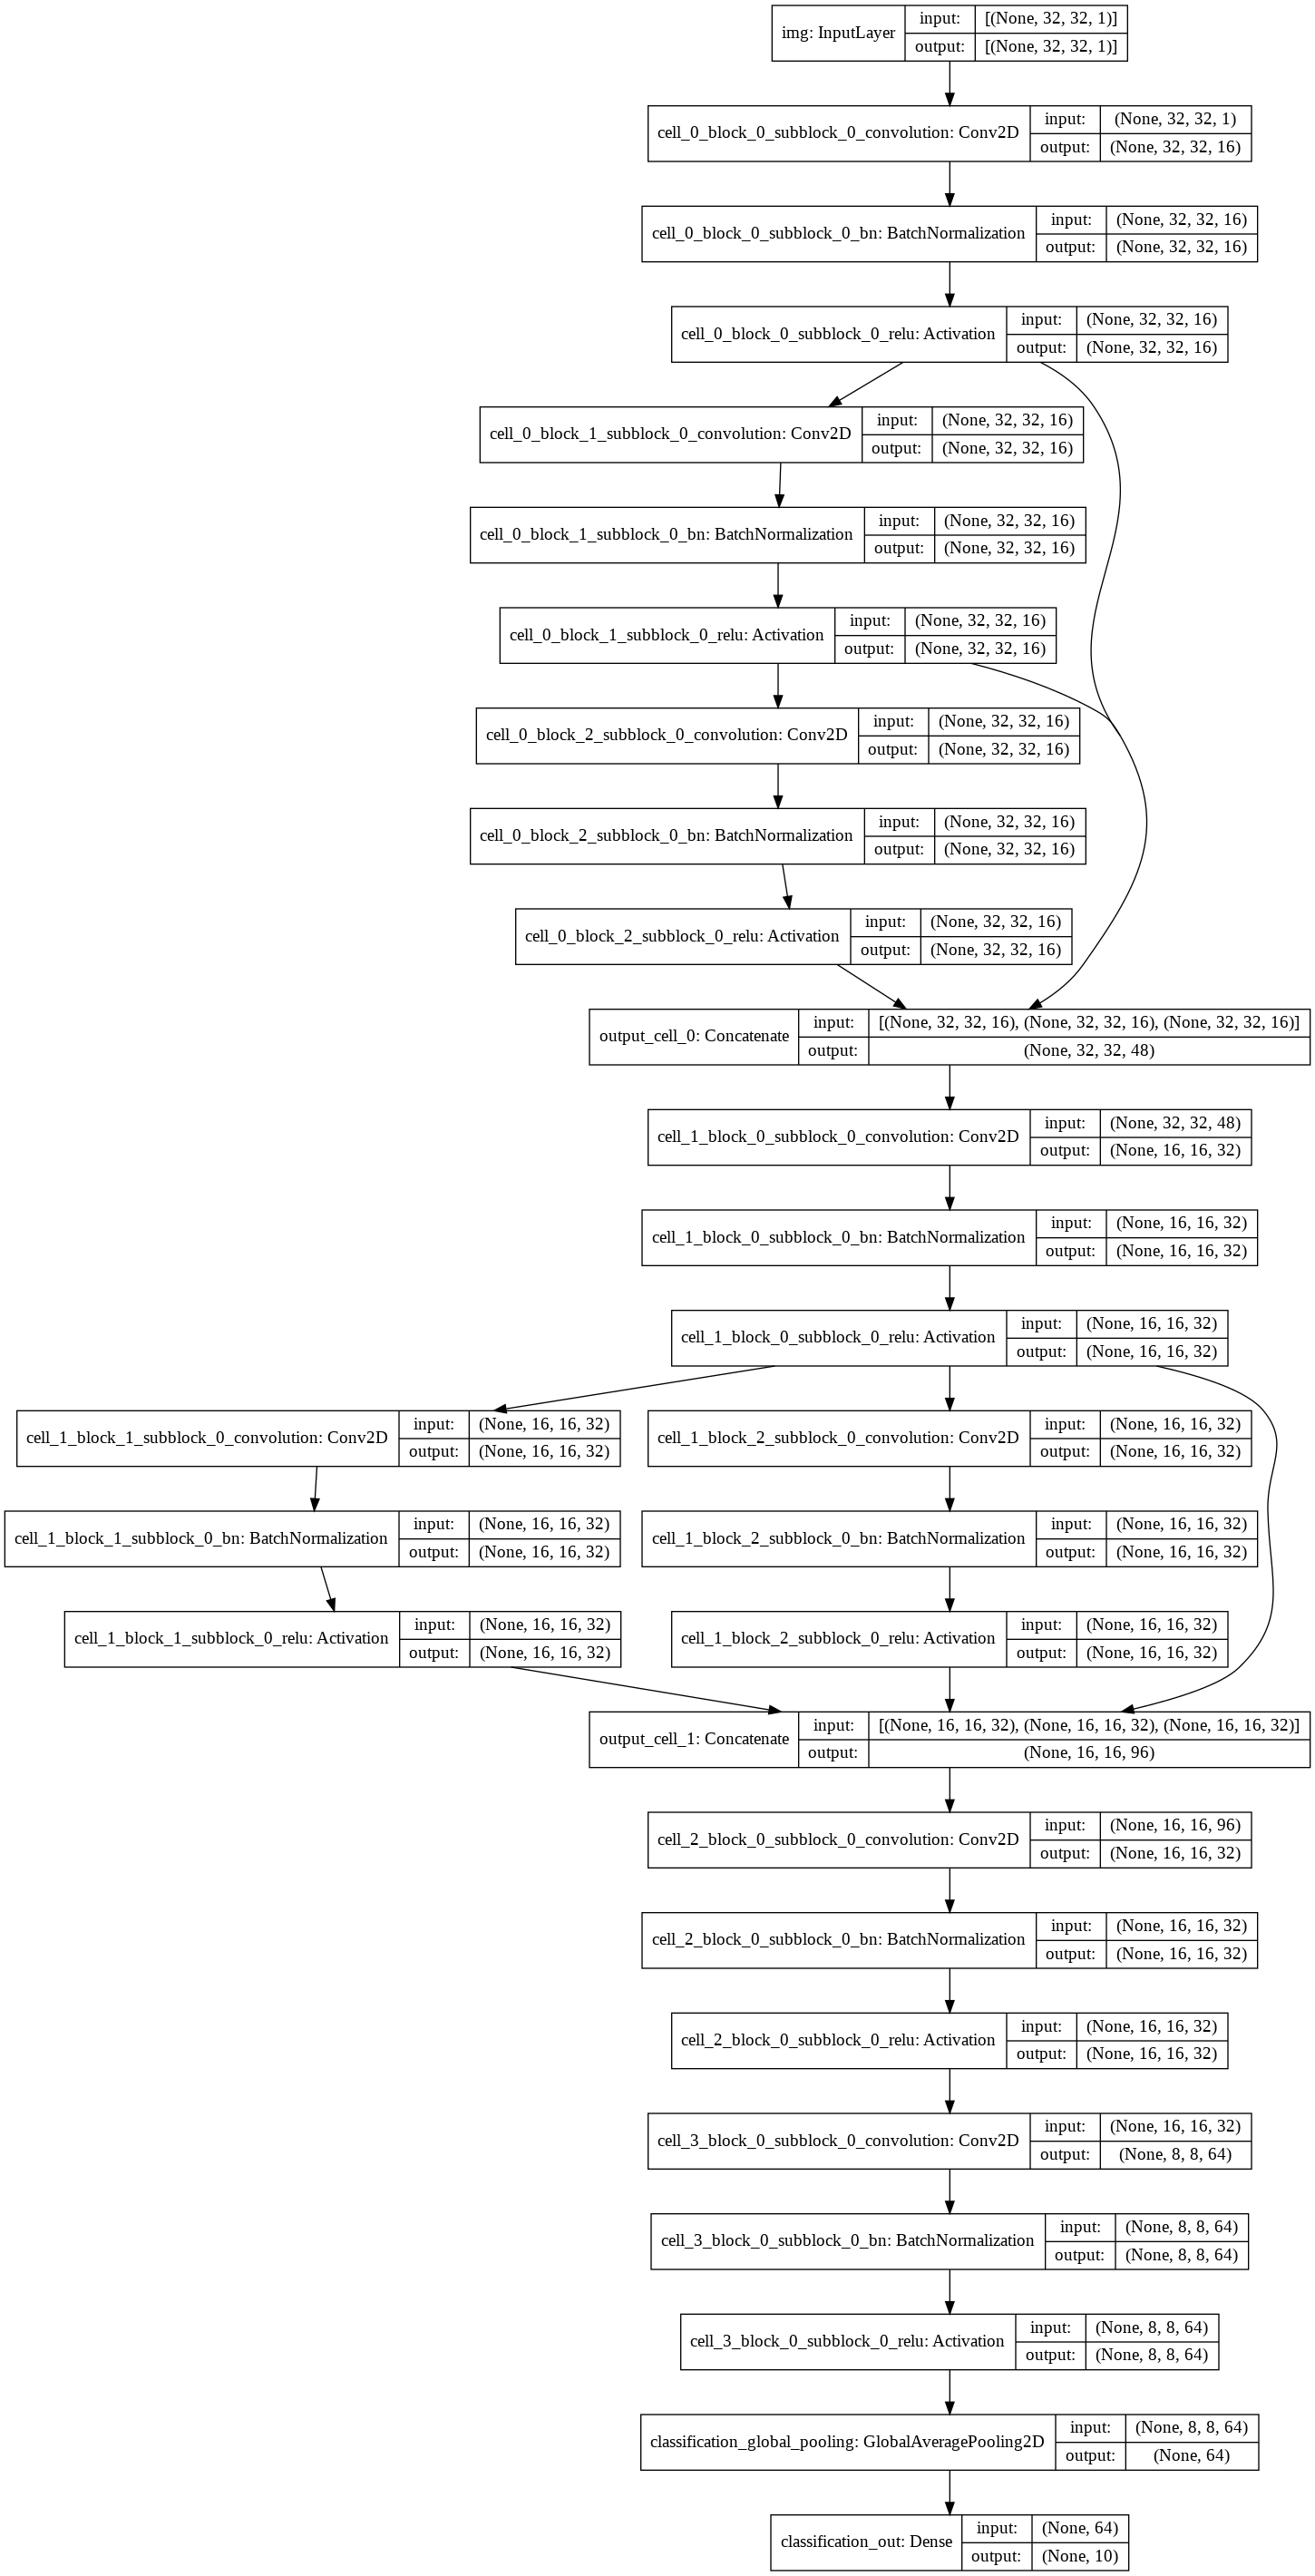 img: InputLayer input: [(None, 32, 32, 1)]
output: [(None, 32, 32, 1)]
cell_0_block_0_subblock_0_convolution: Conv2D input: (None, 32, 32, 1)
output: (None, 32, 32, 16)
cell_0_block_0_subblock_0_bn: BatchNormalization input: (None, 32, 32, 16)
output: (None, 32, 32, 16)
cell_0_block_0_subblock_0_relu: Activation input: (None, 32, 32, 16)
output: (None, 32, 32, 16)
cell_0_block_1_subblock_0_convolution: Conv2D input: (None, 32, 32, 16)
output: (None, 32, 32, 16)
cell_0_block_1_subblock_0_bn: BatchNormalization input: (None, 32, 32, 16)
output: (None, 32, 32, 16)
cell_0_block_1_subblock_0_relu: Activation input: (None, 32, 32, 16)
output: (None, 32, 32, 16)
cell_0_block_2_subblock_0_convolution: Conv2D input: (None, 32, 32, 16)
output: (None, 32, 32, 16)
cell_0_block_2_subblock_0_bn: BatchNormalization input: (None, 32, 32, 16)
output: (None, 32, 32, 16)
cell_0_block_2_subblock_0_relu: Activation input: (None, 32, 32, 16)
output: (None, 32, 32, 16)
output_cell_0: Concatenate input: [(None, 32, 32, 16), (None, 32, 32, 16), (None, 32, 32, 16)]
output: (None, 32, 32, 48)
cell_1_block_0_subblock_0_convolution: Conv2D input: (None, 32, 32, 48)
output: (None, 16, 16, 32)
cell_1_block_0_subblock_0_bn: BatchNormalization input: (None, 16, 16, 32)
output: (None, 16, 16, 32)
cell_1_block_0_subblock_0_relu: Activation input: (None, 16, 16, 32)
output: (None, 16, 16, 32)
cell_1_block_1_subblock_0_convolution: Conv2D input: (None, 16, 16, 32)
output: (None, 16, 16, 32)
cell_1_block_2_subblock_0_convolution: Conv2D input: (None, 16, 16, 32)
output: (None, 16, 16, 32)
cell_1_block_1_subblock_0_bn: BatchNormalization input: (None, 16, 16, 32)
output: (None, 16, 16, 32)
cell_1_block_2_subblock_0_bn: BatchNormalization input: (None, 16, 16, 32)
output: (None, 16, 16, 32)
cell_1_block_1_subblock_0_relu: Activation input: (None, 16, 16, 32)
output: (None, 16, 16, 32)
cell_1_block_2_subblock_0_relu: Activation input: (None, 16, 16, 32)
output: (None, 16, 16, 32)
output_cell_1: Concatenate input: [(None, 16, 16, 32), (None, 16, 16, 32), (None, 16, 16, 32)]
output: (None, 16, 16, 96)
cell_2_block_0_subblock_0_convolution: Conv2D input: (None, 16, 16, 96)
output: (None, 16, 16, 32)
cell_2_block_0_subblock_0_bn: BatchNormalization input: (None, 16, 16, 32)
output: (None, 16, 16, 32)
cell_2_block_0_subblock_0_relu: Activation input: (None, 16, 16, 32)
output: (None, 16, 16, 32)
cell_3_block_0_subblock_0_convolution: Conv2D input: (None, 16, 16, 32)
output: (None, 8, 8, 64)
cell_3_block_0_subblock_0_bn: BatchNormalization input: (None, 8, 8, 64)
output: (None, 8, 8, 64)
cell_3_block_0_subblock_0_relu: Activation input: (None, 8, 8, 64)
output: (None, 8, 8, 64)
classification_global_pooling: GlobalAveragePooling2D input: (None, 8, 8, 64)
output: (None, 64)
classification_out: Dense input: (None, 64)
output: (None, 10)